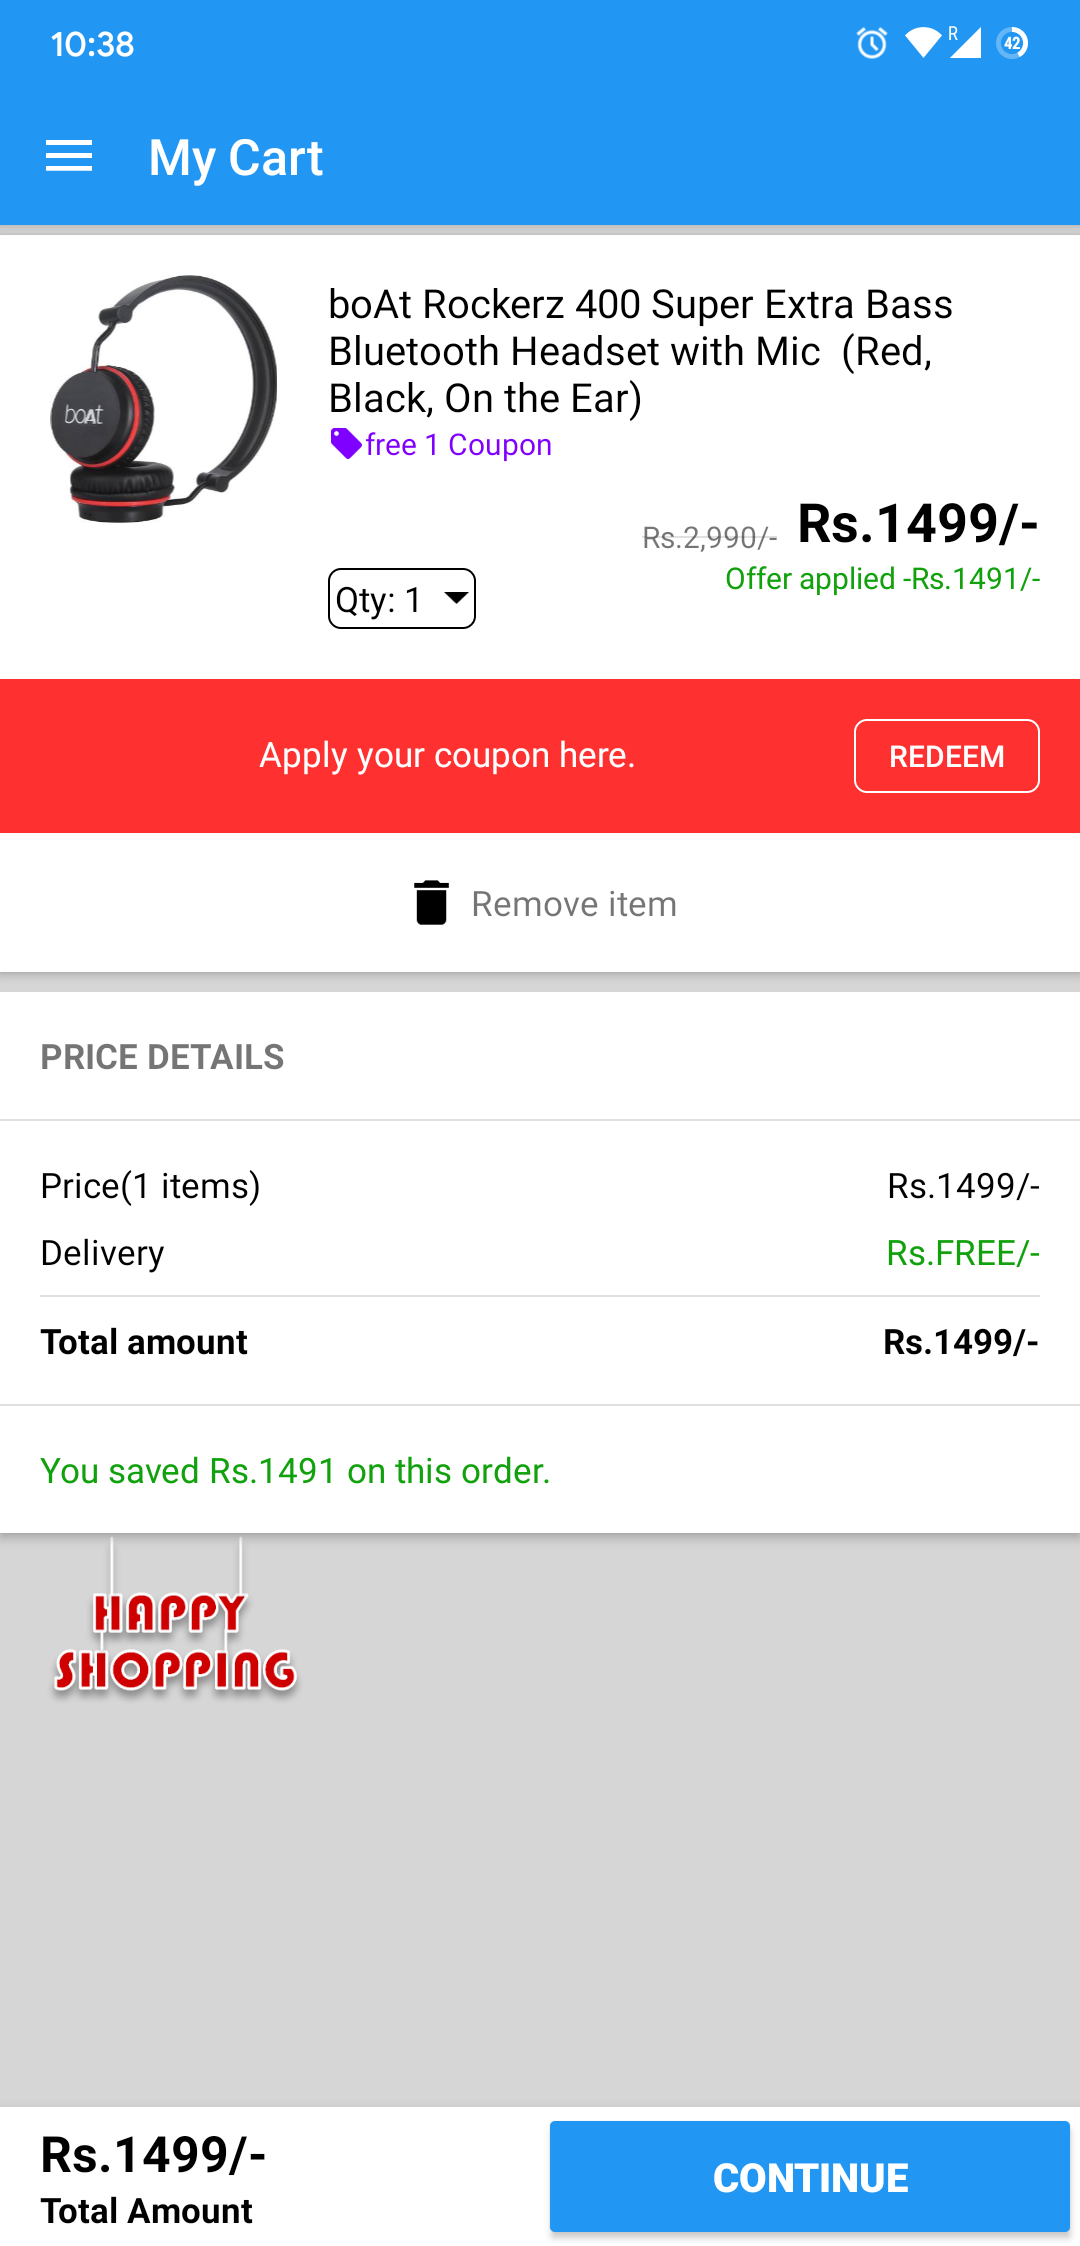 10:38
R
42
My Cart
boAt Rockerz 400 Super Extra Bass
Bluetooth Headset with Mic  (Red,
Black, On the Ear)
boAt
free 1 Coupon
Rs.2,990/- Rs.1499/-
Offer applied -Rs.1491/-
Qty: 1
Apply your coupon here.
REDEEM
Remove item
PRICE DETAILS
Price(1 items) Rs.1499/-
Delivery Rs.FREE/-
Total amount Rs.1499/-
You saved Rs.1491 on this order.
HAPPY
SHOPPING
Rs.1499/-
Total Amount
CONTINUE